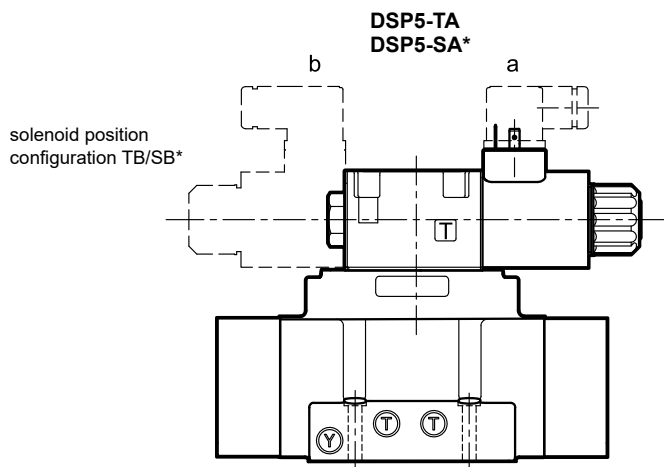 DSP5-TA
DSP5-SA*
b
a
solenoid position
configuration TB/SB*
T
T
T
Y